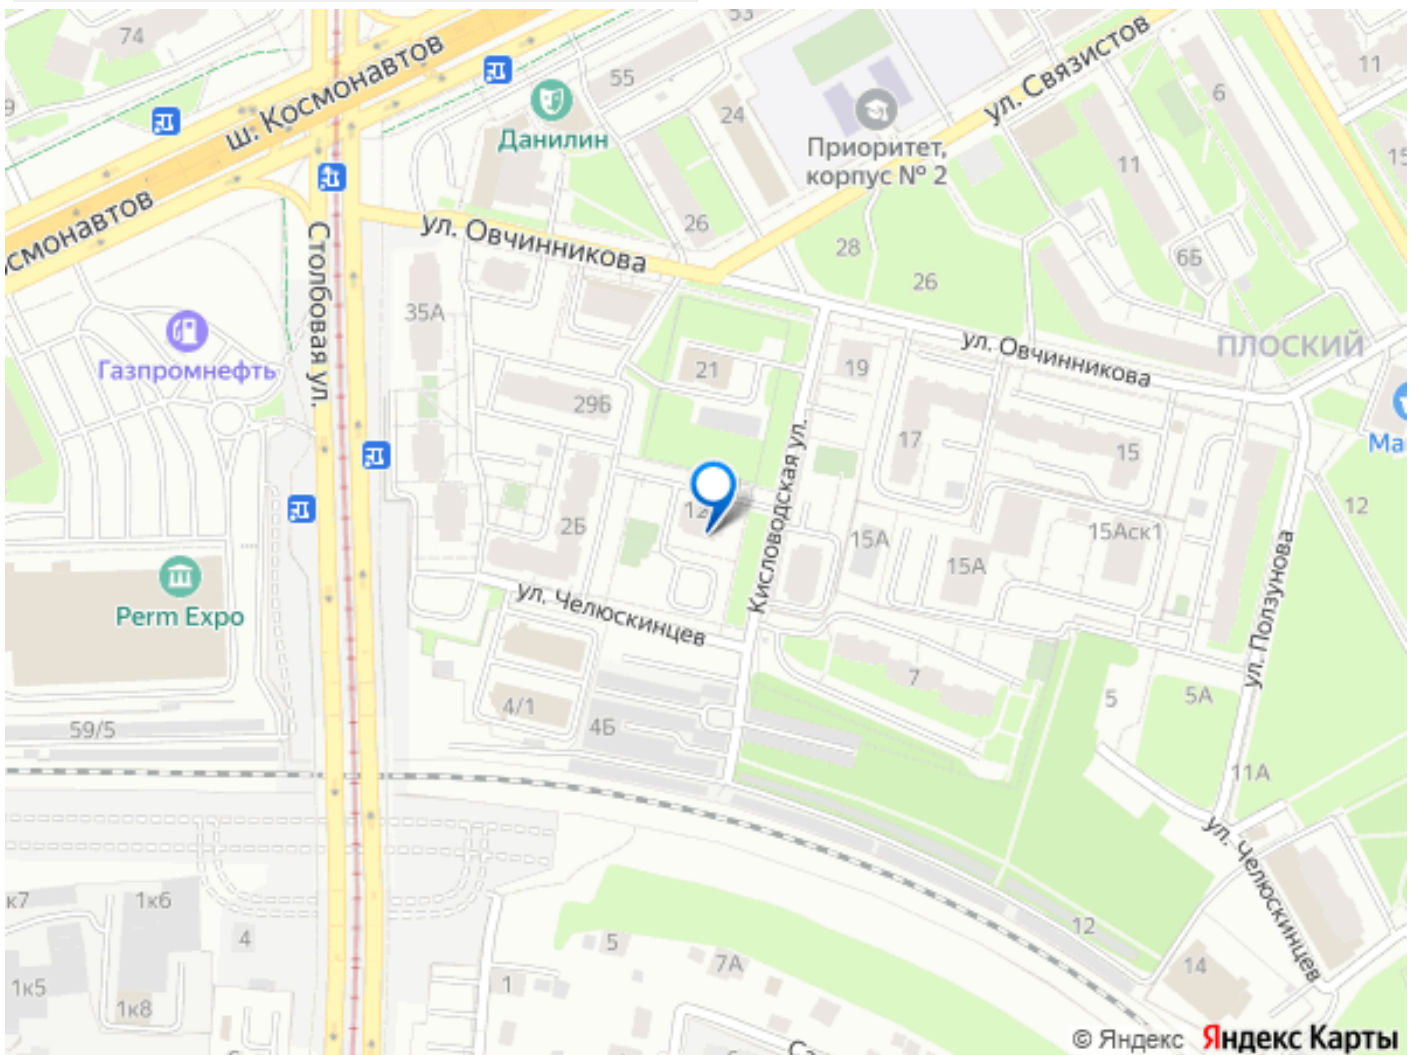 74
53
ш. Космонавтов
55
Данилин
24
ул. Связистов
6
11
Приоритет,
корпус № 2
11
15
осмонавтов
Столбовая ул.
ул. Овчинникова
26
28
26
6Б
35А
Газпромнефть
21
19
ул. Овчинникова
ПЛОСКИЙ
29Б
17
15
Ма
Кисловодская ул.
12
2Б
15А
15А
15Аск1
12
ул. Ползунова
Perm Expo
ул. Челюскинцев
7
5
5А
4/1
4Б
59/5
11А
ул. Челюскинцев
к7
1к6
4
5
7А
12
14
1к5
1к8
1
© Яндекс Яндекс Карты